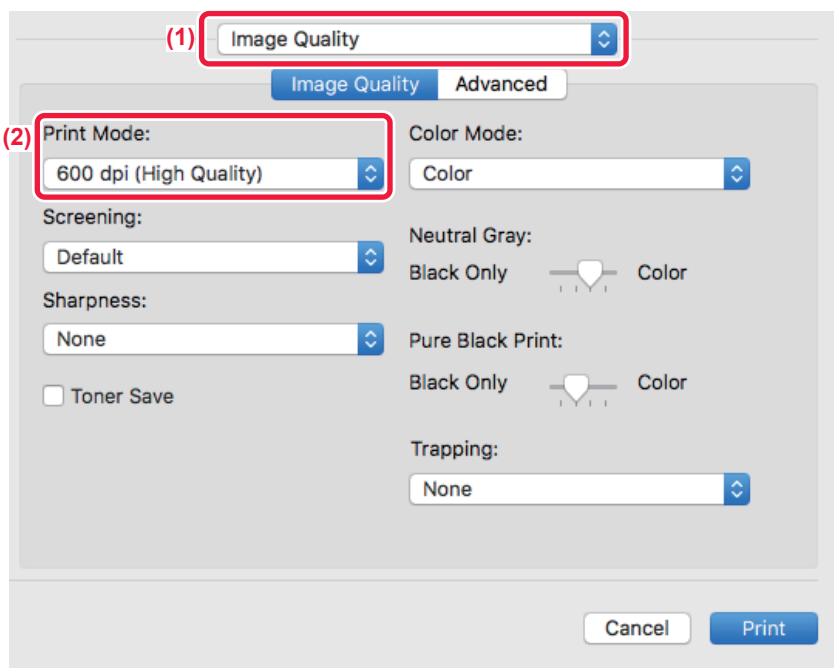 (1) Image Quality
Image Quality Advanced
(2) Print Mode:
600 dpi (High Quality)
Screening:
Default
Sharpness:
None
Toner Save
Color Mode:
Color
Neutral Gray:
Black Only Color
Pure Black Print:
Black Only Color
Trapping:
None
Cancel Print